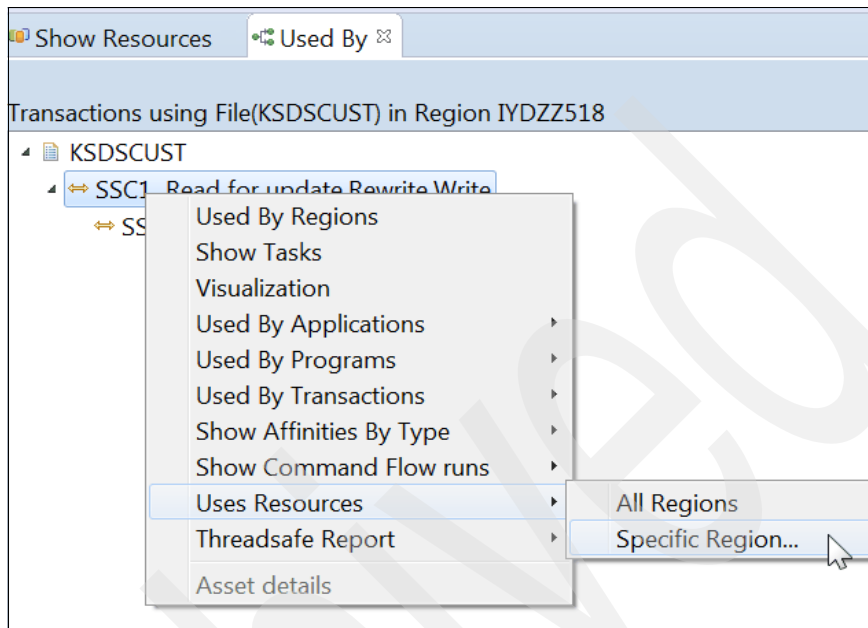 Show Resources
Used By
Transactions using File(KSDSCUST) in Region IYDZZ518
KSDSCUST
SSC1 Read for update Rewrite Write
SS
Used By Regions
Show Tasks
Visualization
Used By Applications
Used By Programs
Used By Transactions
Show Affinities By Type
Show Command Flow runs
Uses Resources
All Regions
Threadsafe Report
Specific Region...
Asset details